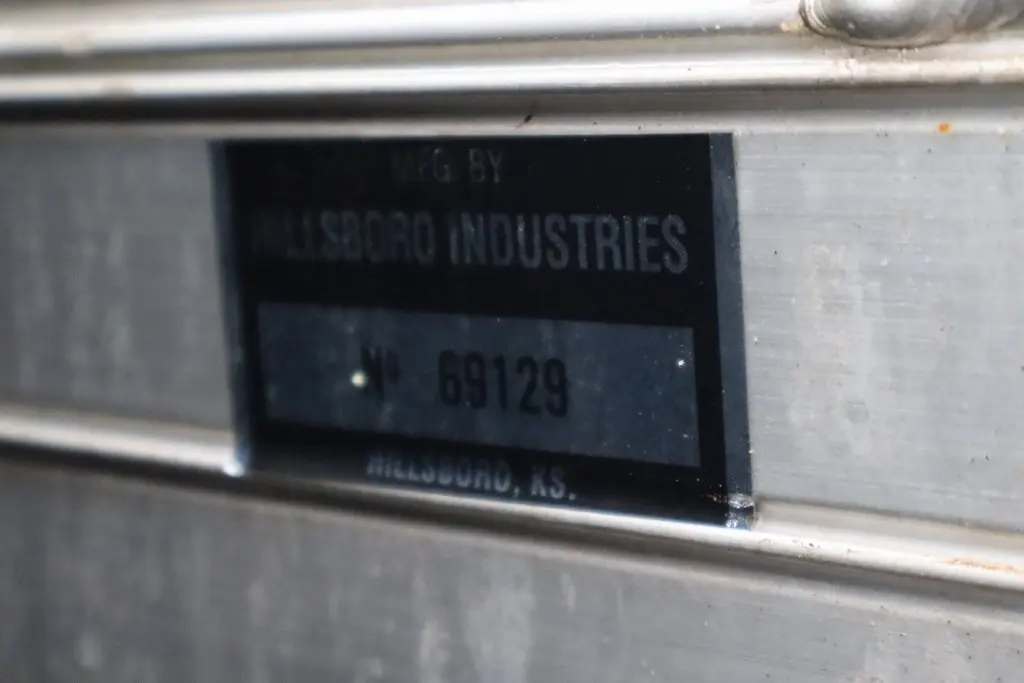 MFG. BY
HILLSBORO INDUSTRIES
Nº 69129
HILLSBORO, KS.